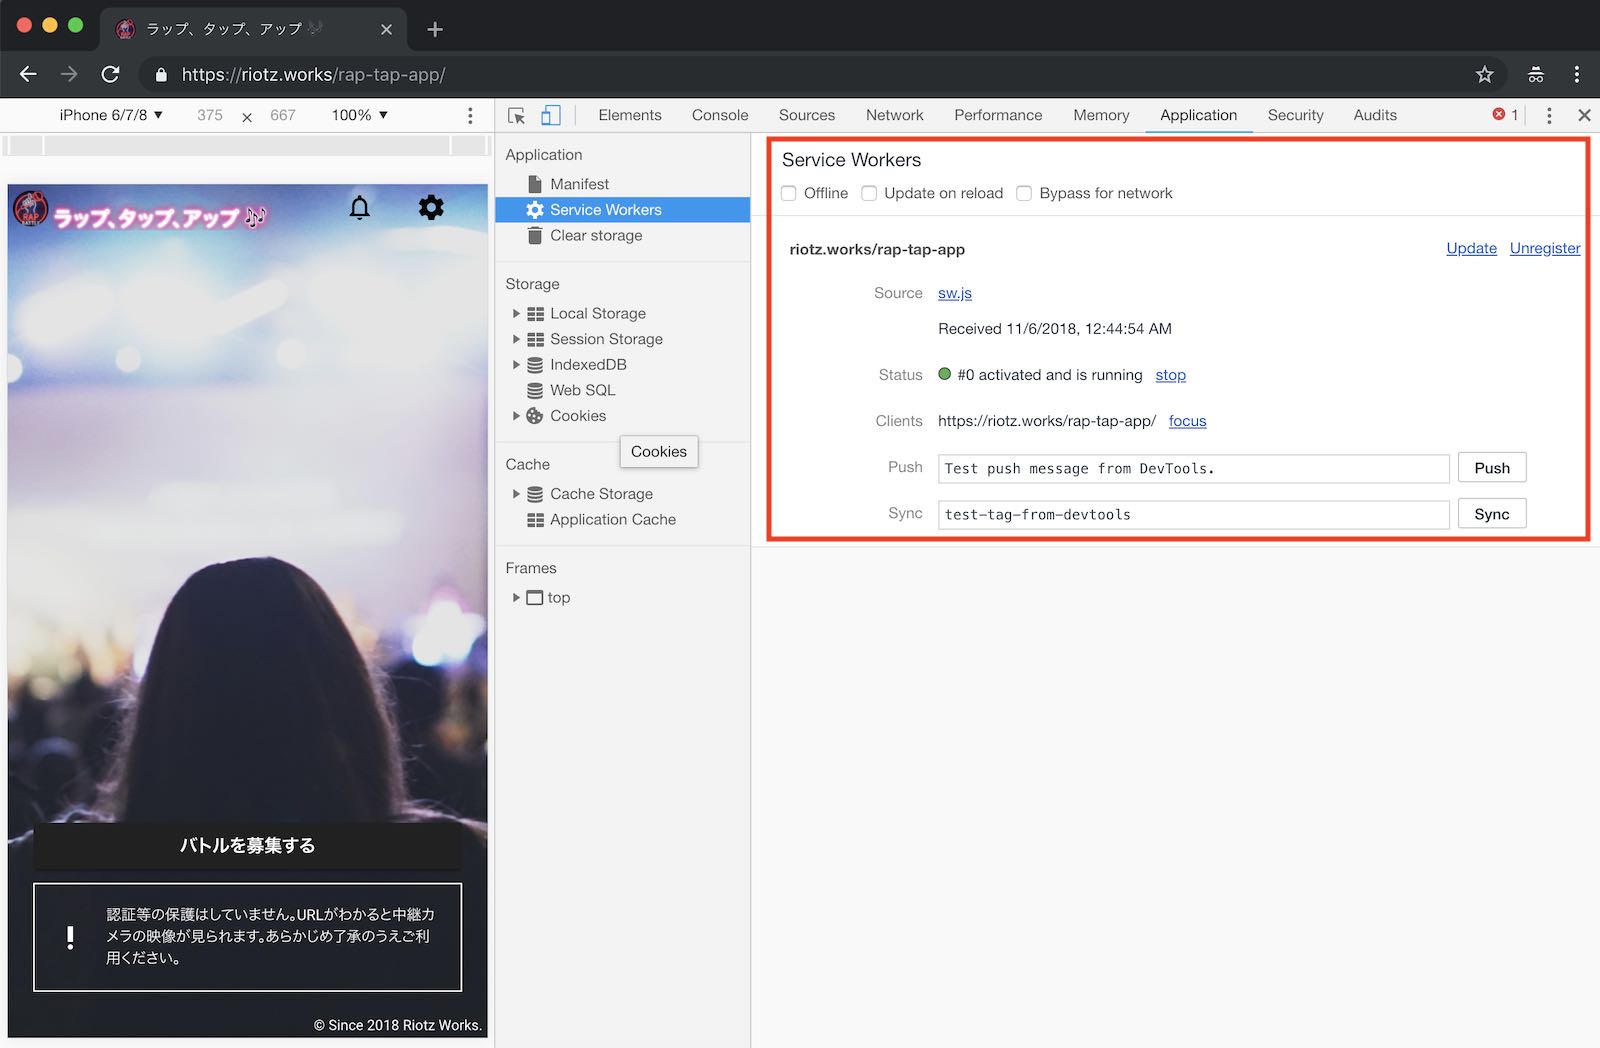 ラップ、タップ、アップ
https://riotz.works/rap-tap-app/
iPhone 6/7/8 ▼ 375 × 667 100% ▼
Elements Console Sources Network Performance Memory Application Security Audits 1
ラップ、タップ、アップ
RAP
BATTLE
バトルを募集する
! 認証等の保護はしていません。URLがわかると中継カ
メラの映像が見られます。あらかじめ了承のうえご利
用ください。
© Since 2018 Riotz Works.
Application
Manifest
Service Workers
Clear storage
Storage
Local Storage
Session Storage
IndexedDB
Web SQL
Cookies
Cookies
Cache
Cache Storage
Application Cache
Frames
top
Service Workers
Offline Update on reload Bypass for network
riotz.works/rap-tap-app Update Unregister
Source sw.js
Received 11/6/2018, 12:44:54 AM
Status #0 activated and is running stop
Clients https://riotz.works/rap-tap-app/ focus
Push Test push message from DevTools. Push
Sync test-tag-from-devtools Sync